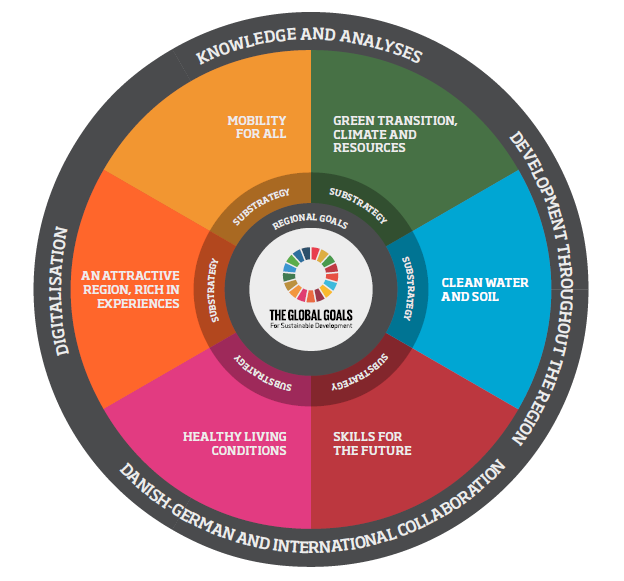 KNOWLEDGE AND ANALYSES
MOBILITY
FOR ALL
GREEN TRANSITION,
CLIMATE AND
RESOURCES
DEVELOPMENT THROUGHOUT THE REGION
SUBSTRATEGY
SUBSTRATEGY
REGIONAL GOALS
DIGITALISATION
AN ATTRACTIVE
REGION, RICH IN
EXPERIENCES
SUBSTRATEGY
THE GLOBAL GOALS
For Sustainable Development
SUBSTRATEGY
CLEAN WATER
AND SOIL
SUBSTRATEGY
SUBSTRATEGY
HEALTHY LIVING
CONDITIONS
SKILLS FOR
THE FUTURE
DANISH-GERMAN AND INTERNATIONAL COLLABORATION